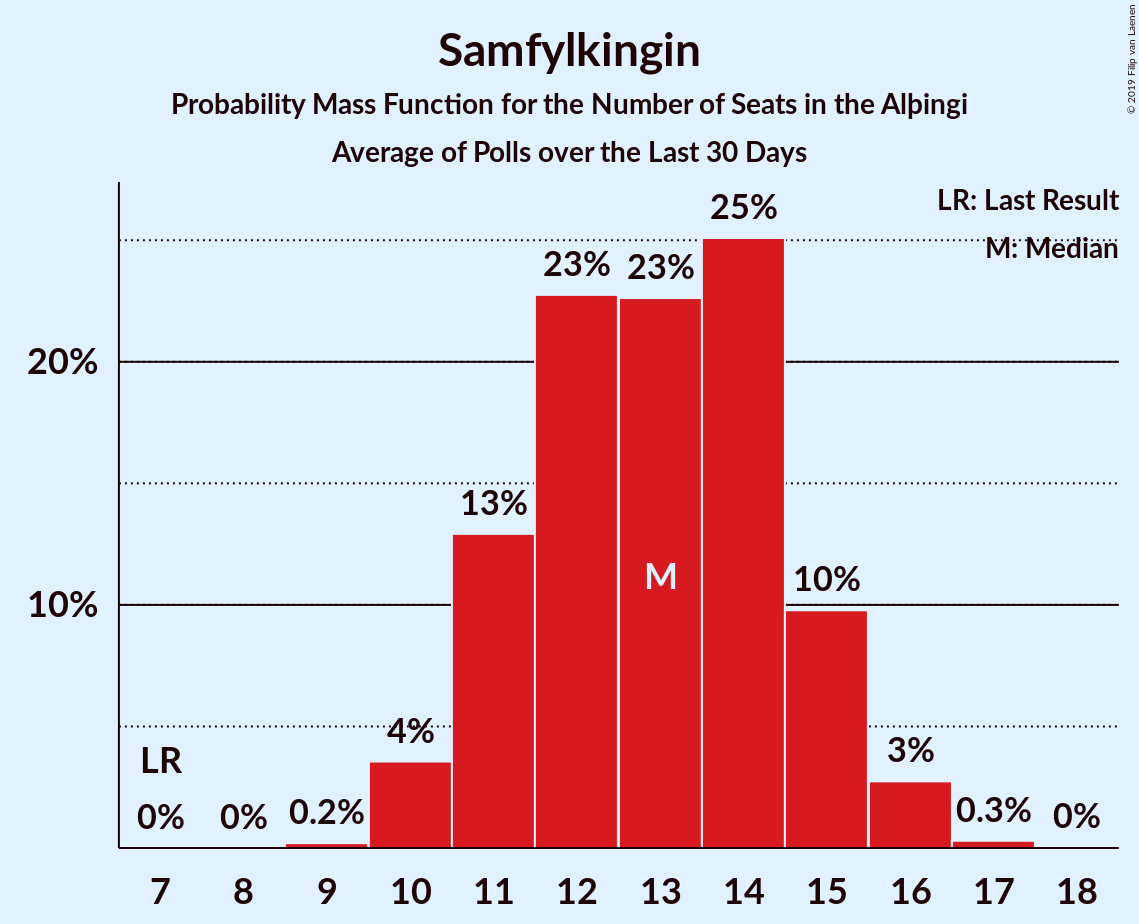 Samfylkingin
Probability Mass Function for the Number of Seats in the Alþingi
Average of Polls over the Last 30 Days
© 2019 Filip van Laenen
LR: Last Result
M: Median
20%
10%
LR
0%
0%
0.2%
4%
13%
23%
23%
25%
10%
3%
0.3%
0%
M
7 8 9 10 11 12 13 14 15 16 17 18